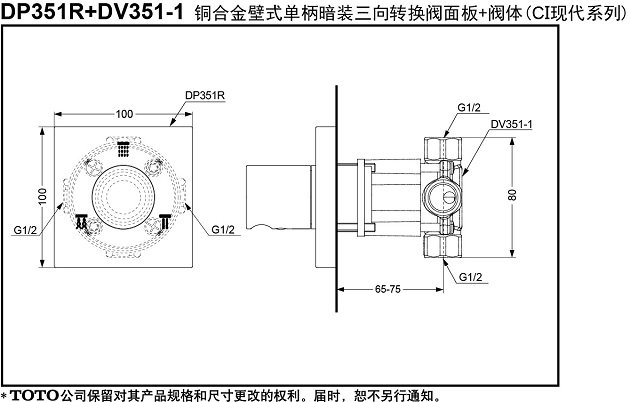 DP351R+DV351-1 铜合金壁式单柄暗装三向转换阀面板+阀体(CI现代系列)
DP351R
100
100
G1/2
G1/2
G1/2
DV351-1
80
G1/2
65-75
*TOTO公司保留对其产品规格和尺寸更改的权利。届时，恕不另行通知。